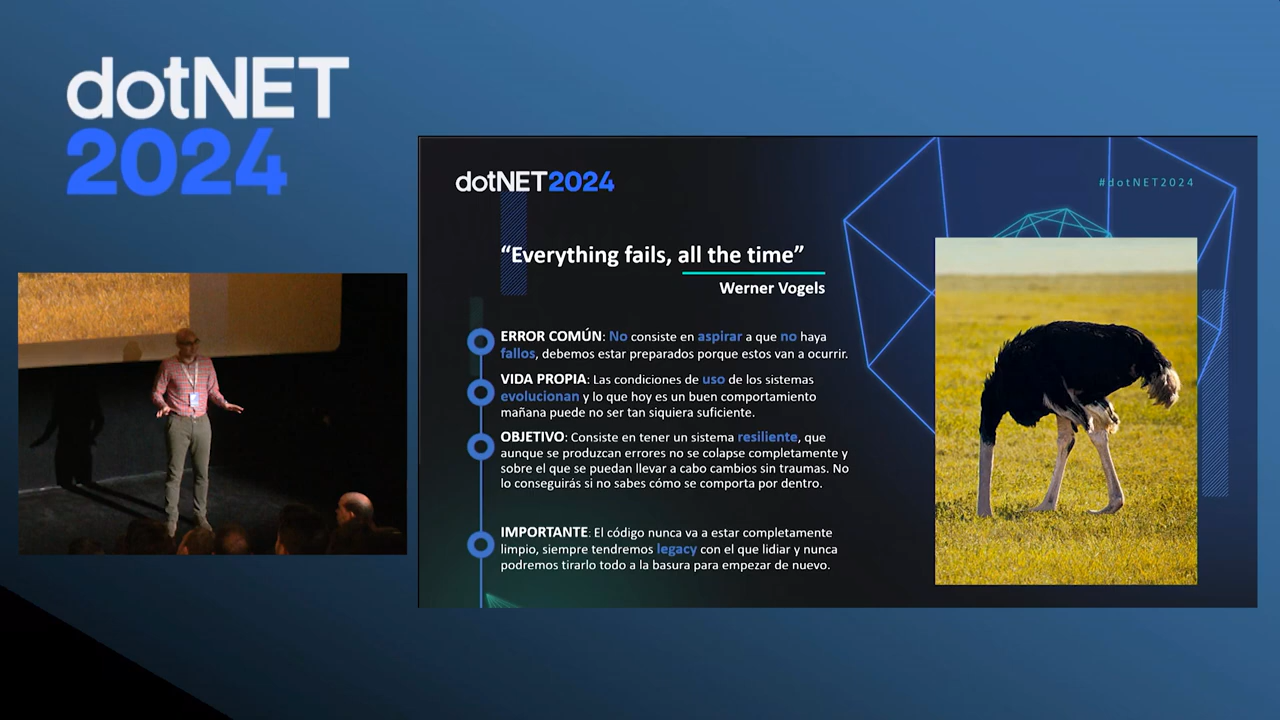 dotNET
2024
dotNET2024
#dotNET2024
“Everything fails, all the time”
Werner Vogels
ERROR COMÚN: No consiste en aspirar a que no haya
fallos, debemos estar preparados porque estos van a ocurrir.
VIDA PROPIA: Las condiciones de uso de los sistemas
evolucionan y lo que hoy es un buen comportamiento
mañana puede no ser tan siquiera suficiente.
OBJETIVO: Consiste en tener un sistema resiliente, que
aunque se produzcan errores no se colapse completamente y
sobre el que se puedan llevar a cabo cambios sin traumas. No
lo conseguirás si no sabes cómo se comporta por dentro.
IMPORTANTE: El código nunca va a estar completamente
limpio, siempre tendremos legacy con el que lidiar y nunca
podremos tirarlo todo a la basura para empezar de nuevo.